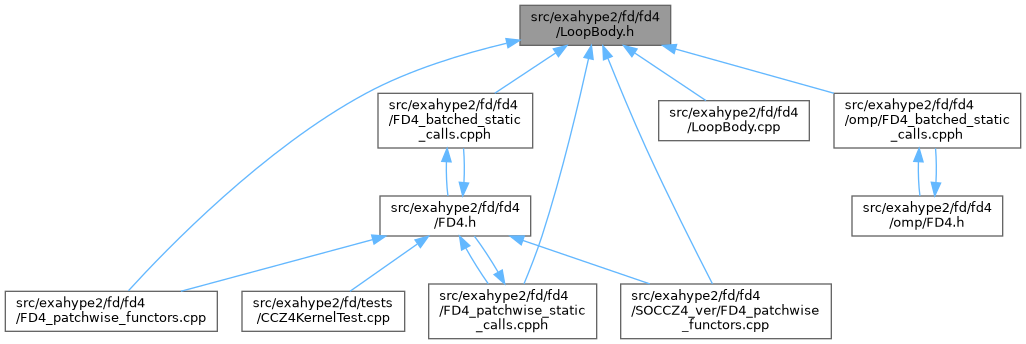 src/exahype2/fd/fd4
/LoopBody.h
src/exahype2/fd/fd4
/FD4_batched_static
_calls.cpph
src/exahype2/fd/fd4
/LoopBody.cpp
src/exahype2/fd/fd4
/omp/FD4_batched_static
_calls.cpph
src/exahype2/fd/fd4
/FD4.h
src/exahype2/fd/fd4
/omp/FD4.h
src/exahype2/fd/fd4
/FD4_patchwise_functors.cpp
src/exahype2/fd/tests
/CCZ4KernelTest.cpp
src/exahype2/fd/fd4
/FD4_patchwise_static
_calls.cpph
src/exahype2/fd/fd4
/SOCCZ4_ver/FD4_patchwise
_functors.cpp